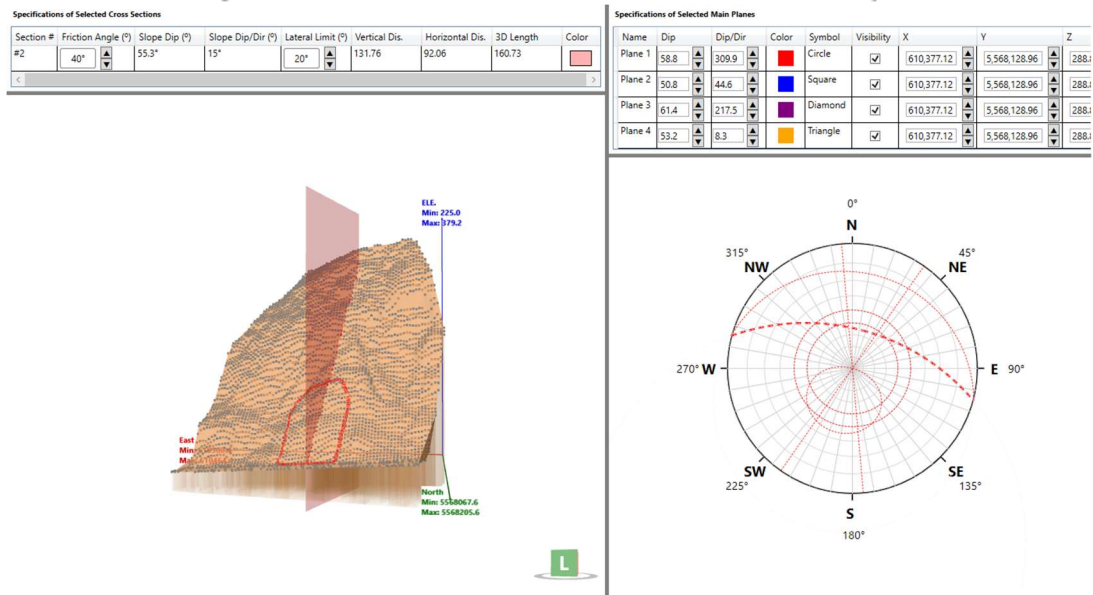 Specifications of Selected Cross Sections
Section # Friction Angle (º) Slope Dip (º) Slope Dip/Dir (º) Lateral Limit (º) Vertical Dis. Horizontal Dis. 3D Length Color
#2 40° 55.3° 15° 20° 131.76 92.06 160.73
ELE.
Min: 225.0
Max: 379.2
East
Min:
North
Min: 5568067.6
Max: 5568205.6
L
Specifications of Selected Main Planes
Name Dip Dip/Dir Color Symbol Visibility X Y Z
Plane 1 58.8 309.9 Circle 610,377.12 5,568,128.96 288.
Plane 2 50.8 44.6 Square 610,377.12 5,568,128.96 288.
Plane 3 61.4 217.5 Diamond 610,377.12 5,568,128.96 288.
Plane 4 53.2 8.3 Triangle 610,377.12 5,568,128.96 288.
0°
N
315° 45°
NW NE
270° W E 90°
SW SE
225° 135°
S
180°